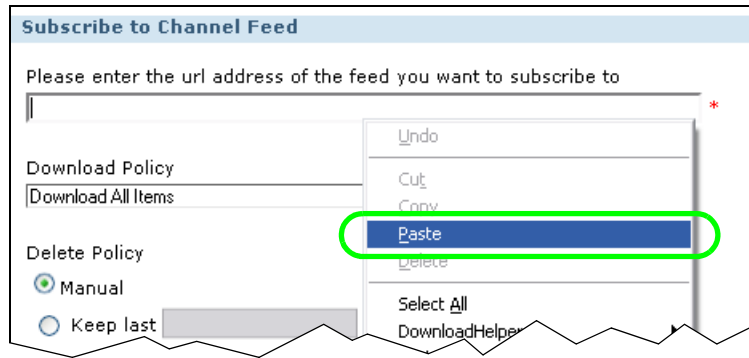 Subscribe to Channel Feed
Please enter the url address of the feed you want to subscribe to
*
Undo
Download Policy
Cut
Download All Items
Copy
Paste
Delete Policy
Delete
Manual
Select All
Keep last
DownloadHelper